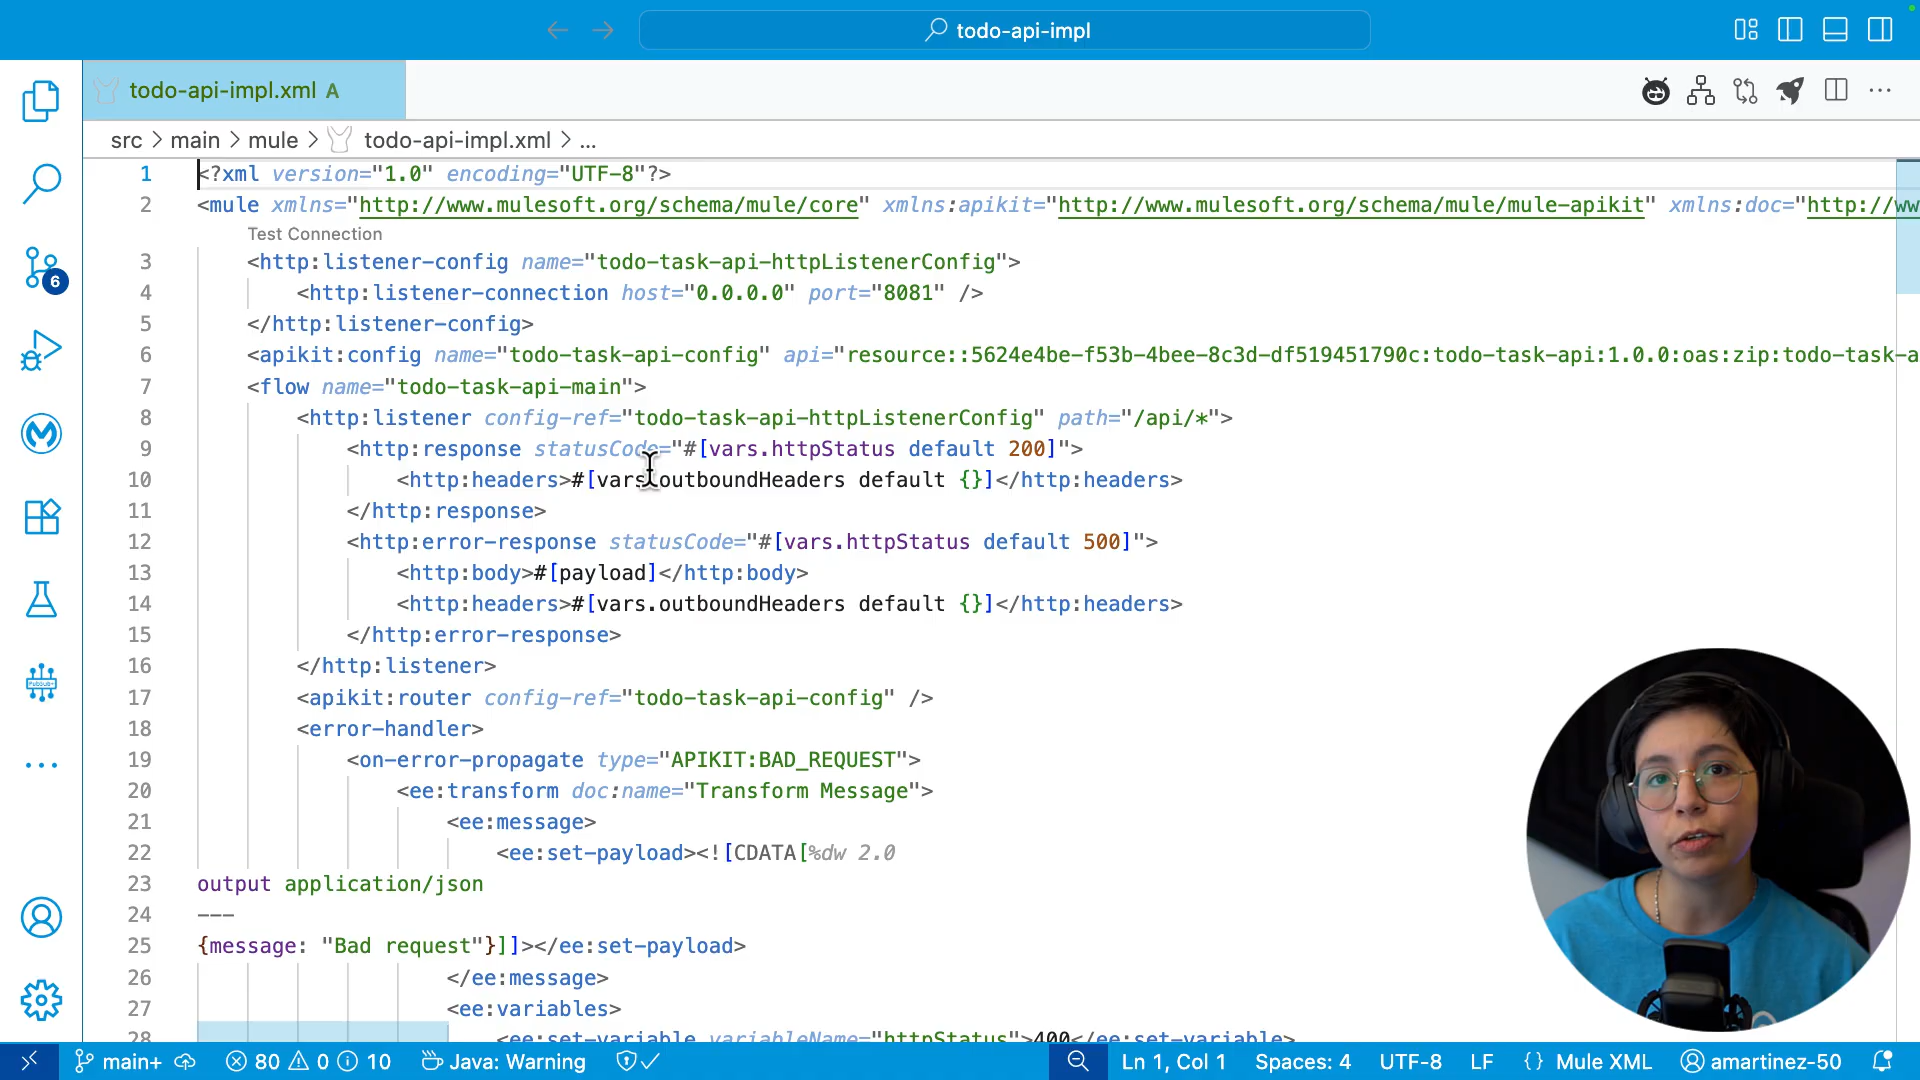 todo-api-impl
todo-api-impl.xml A
src > main > mule > todo-api-impl.xml > ...
1 <?xml version="1.0" encoding="UTF-8"?>
2 <mule xmlns="http://www.mulesoft.org/schema/mule/core" xmlns:apikit="http://www.mulesoft.org/schema/mule/mule-apikit" xmlns:doc="http://ww
Test Connection
3 <http:listener-config name="todo-task-api-httpListenerConfig">
4 <http:listener-connection host="0.0.0.0" port="8081" />
5 </http:listener-config>
6 <apikit:config name="todo-task-api-config" api="resource::5624e4be-f53b-4bee-8c3d-df519451790c:todo-task-api:1.0.0:oas:zip:todo-task-a
7 <flow name="todo-task-api-main">
8 <http:listener config-ref="todo-task-api-httpListenerConfig" path="/api/*">
9 <http:response statusCode="#[vars.httpStatus default 200]">
10 <http:headers>#[vars.outboundHeaders default {}]</http:headers>
11 </http:response>
12 <http:error-response statusCode="#[vars.httpStatus default 500]">
13 <http:body>#[payload]</http:body>
14 <http:headers>#[vars.outboundHeaders default {}]</http:headers>
15 </http:error-response>
16 </http:listener>
17 <apikit:router config-ref="todo-task-api-config" />
18 <error-handler>
19 <on-error-propagate type="APIKIT:BAD_REQUEST">
20 <ee:transform doc:name="Transform Message">
21 <ee:message>
22 <ee:set-payload><![CDATA[%dw 2.0
23 output application/json
24 ---
25 {message: "Bad request"}]]></ee:set-payload>
26 </ee:message>
27 <ee:variables>
28 <ee:set-variable variableName="httpStatus">400</ee:set-variable>
6
main+ 80 0 10 Java: Warning Ln 1, Col 1 Spaces: 4 UTF-8 LF {} Mule XML amartinez-50